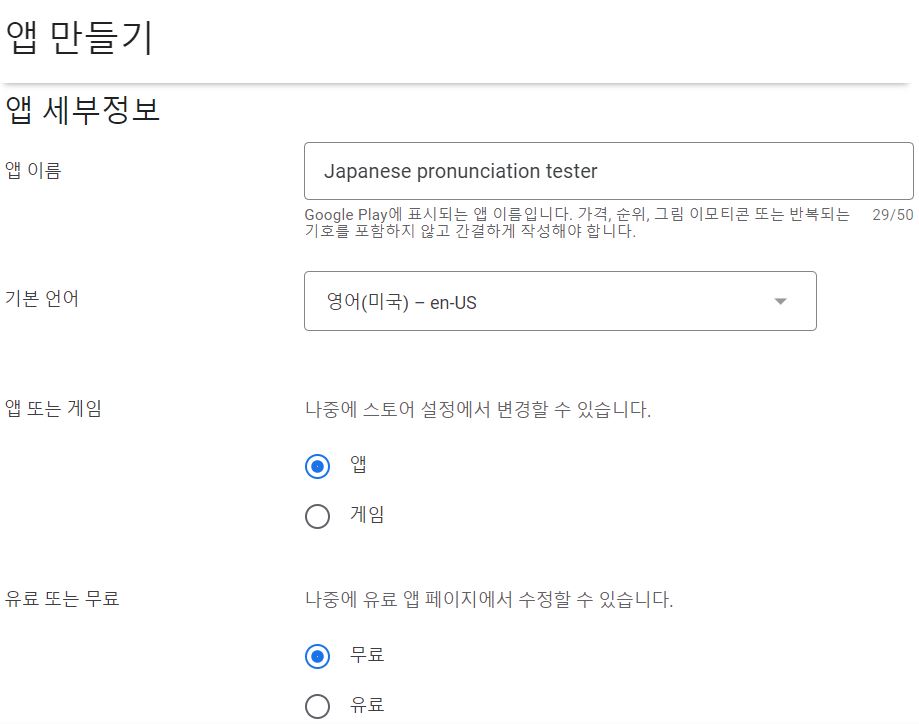 앱 만들기
앱 세부정보
앱 이름
Japanese pronunciation tester
Google Play에 표시되는 앱 이름입니다. 가격, 순위, 그림 이모티콘 또는 반복되는
기호를 포함하지 않고 간결하게 작성해야 합니다.
29/50
기본 언어
영어(미국) – en-US
앱 또는 게임
나중에 스토어 설정에서 변경할 수 있습니다.
앱
게임
유료 또는 무료
나중에 유료 앱 페이지에서 수정할 수 있습니다.
무료
유료